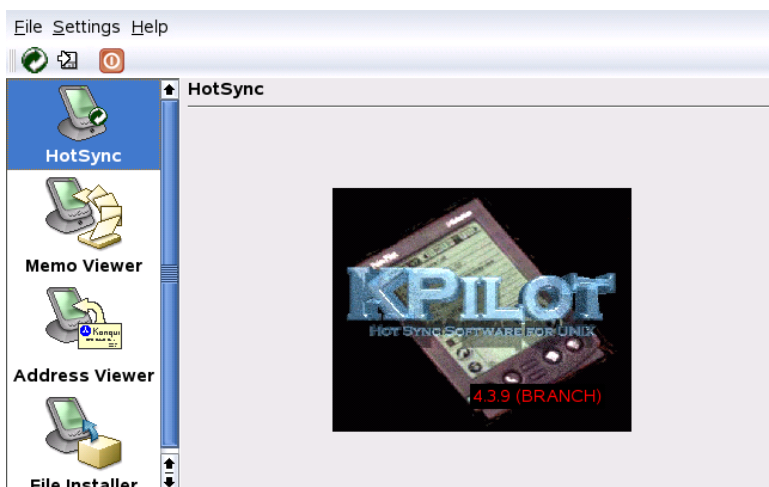 File Settings Help
HotSync
HotSync
Memo Viewer
Address Viewer
File Installer
KPILOT
HOT SYNC SOFTWARE FOR UNIX
4.3.9 (BRANCH)